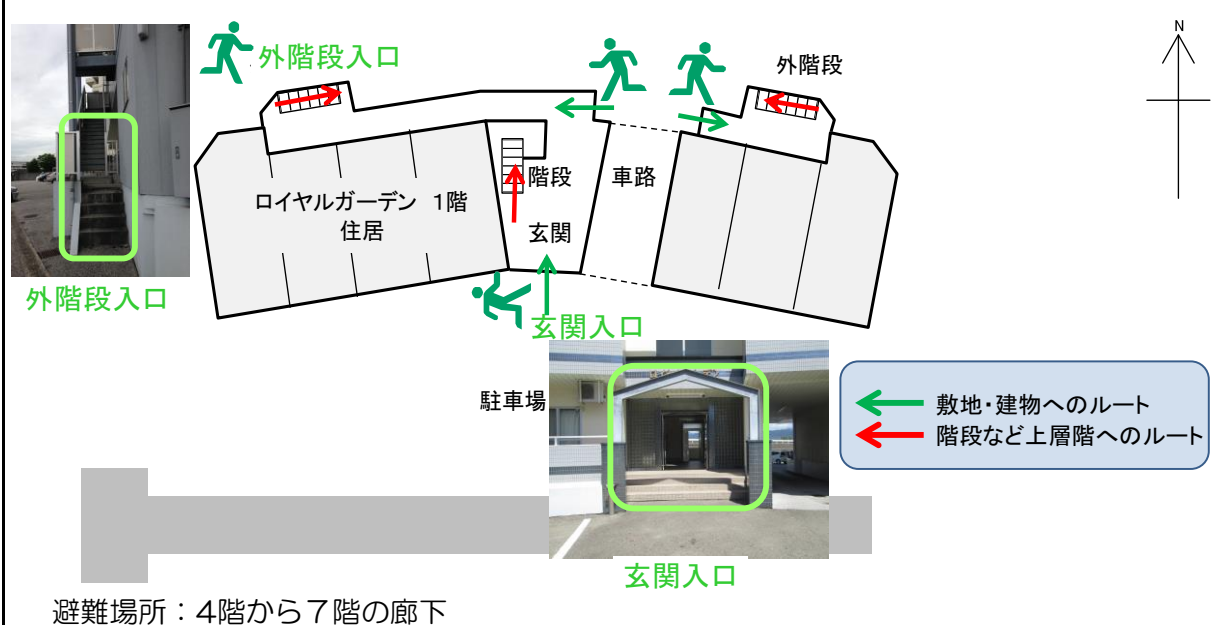 N
外階段入口
外階段
階段
車路
ロイヤルガーデン 1階
住居
玄関
外階段入口
玄関入口
駐車場
敷地・建物へのルート
階段など上層階へのルート
玄関入口
避難場所：4階から7階の廊下